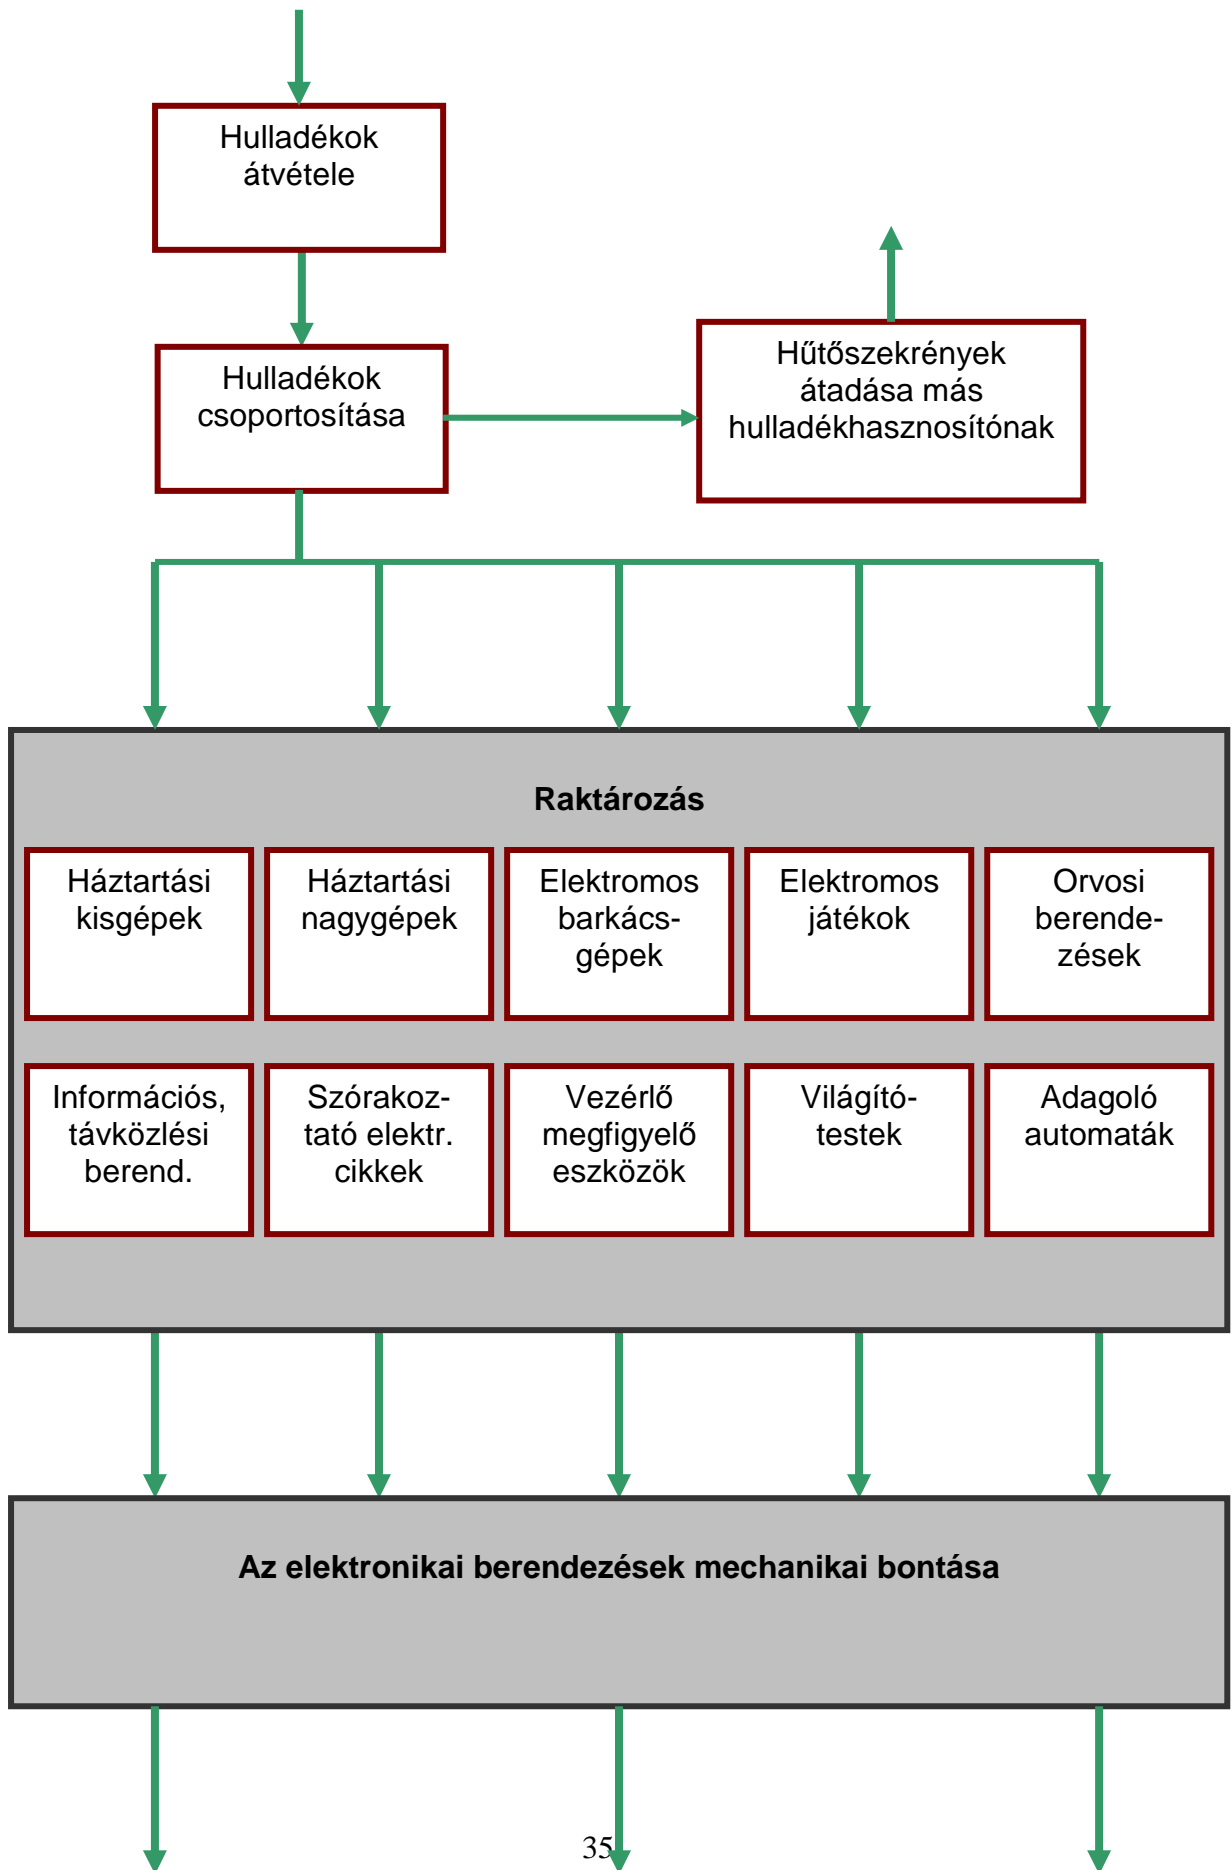 Hulladékok
átvétele
Hulladékok
csoportosítása
Hűtőszekrények
átadása más
hulladékhasznosítónak
Raktározás
Háztartási
kisgépek
Háztartási
nagygépek
Elektromos
barkács-
gépek
Elektromos
játékok
Orvosi
berende-
zések
Információs,
távközlési
berend.
Szórakoz-
tató elektr.
cikkek
Vezérlő
megfigyelő
eszközök
Világító-
testek
Adagoló
automaták
Az elektronikai berendezések mechanikai bontása
35